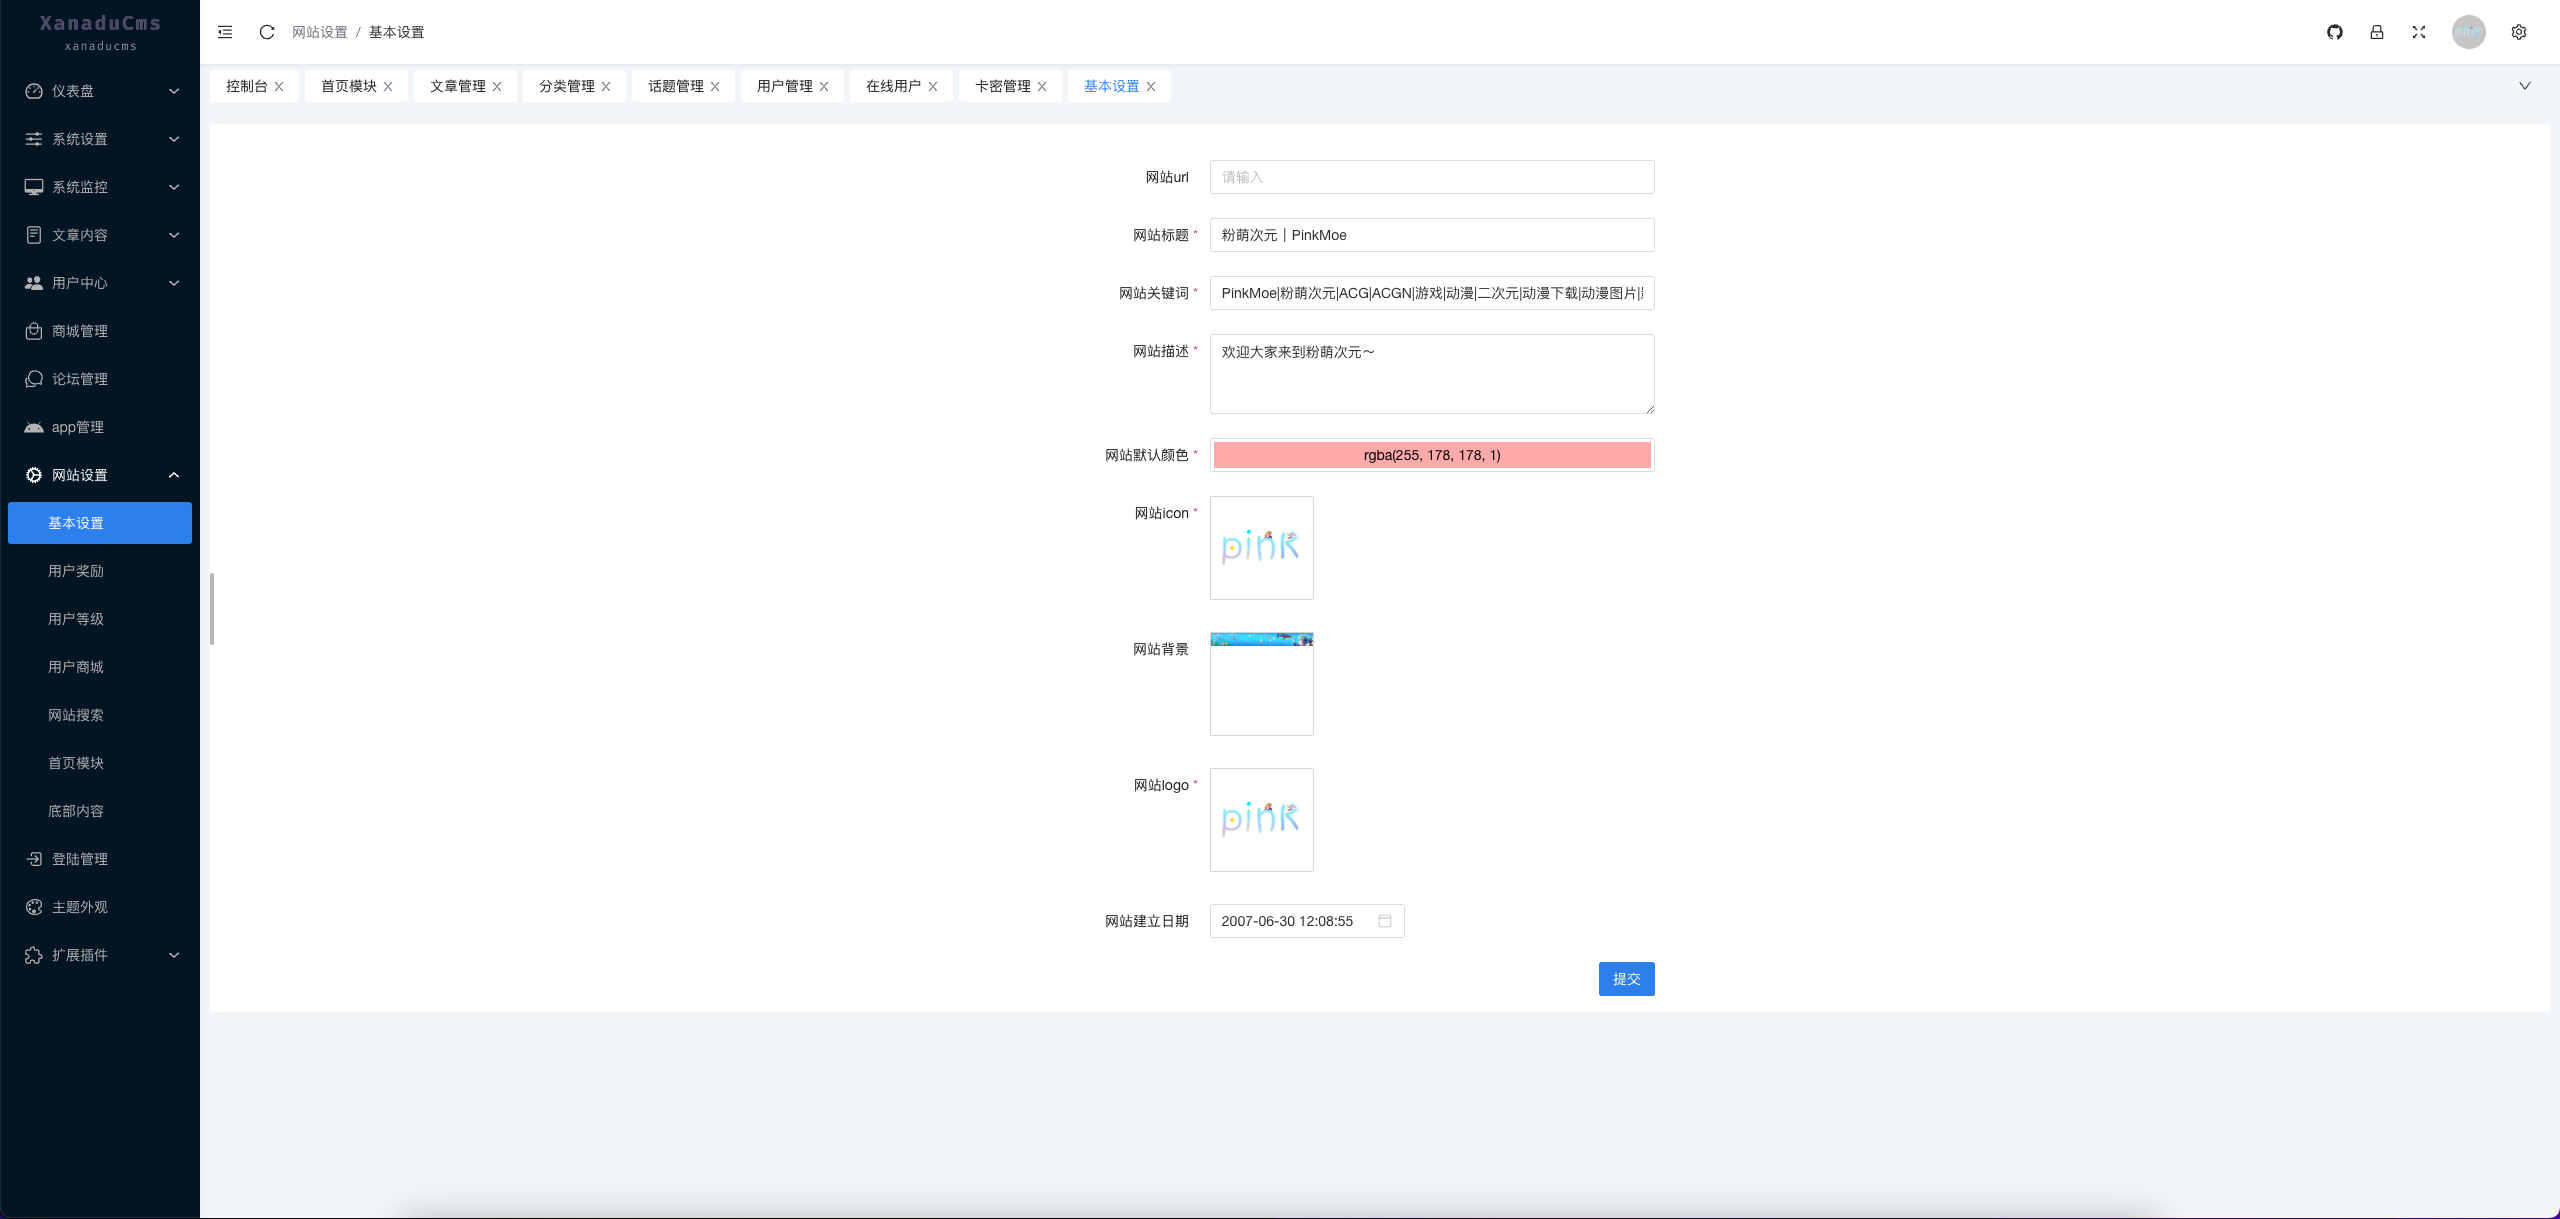 XanaduCms
xanaducms
仪表盘
系统设置
系统监控
文章内容
用户中心
商城管理
论坛管理
app管理
网站设置
基本设置
用户奖励
用户等级
用户商城
网站搜索
首页模块
底部内容
登陆管理
主题外观
扩展插件
网站设置 / 基本设置
pink
控制台 首页模块 文章管理 分类管理 话题管理 用户管理 在线用户 卡密管理 基本设置
网站url 请输入
网站标题 * 粉萌次元｜PinkMoe
网站关键词 * PinkMoe|粉萌次元|ACG|ACGN|游戏|动漫|二次元|动漫下载|动漫图片|
网站描述 * 欢迎大家来到粉萌次元～
网站默认颜色 * rgba(255, 178, 178, 1)
网站icon *
pink
网站背景
网站logo *
pink
网站建立日期 2007-06-30 12:08:55
提交